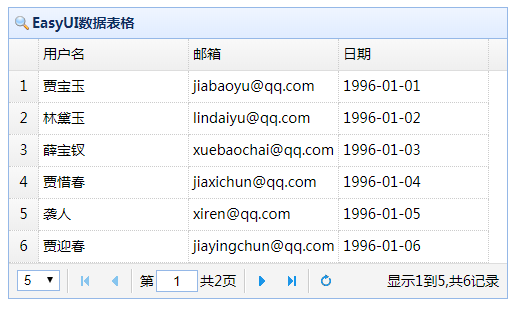 EasyUI数据表格
用户名 邮箱 日期
1 贾宝玉 jiabaoyu@qq.com 1996-01-01
2 林黛玉 lindaiyu@qq.com 1996-01-02
3 薛宝钗 xuebaochai@qq.com 1996-01-03
4 贾惜春 jiaxichun@qq.com 1996-01-04
5 袭人 xiren@qq.com 1996-01-05
6 贾迎春 jiayingchun@qq.com 1996-01-06
5 第 1 共2页 显示1到5,共6记录